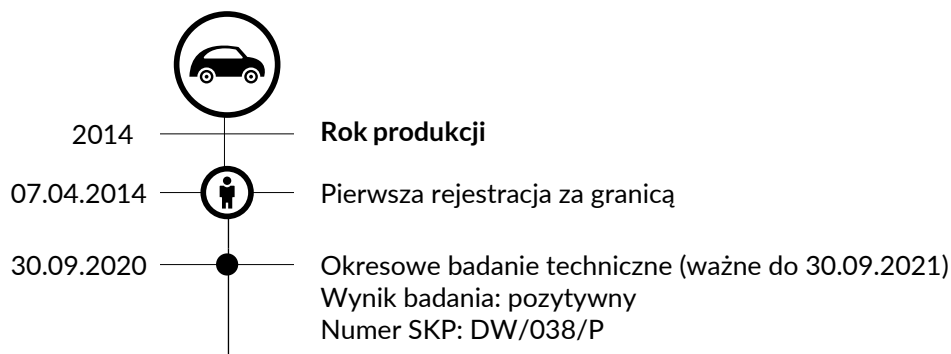 2014 Rok produkcji
07.04.2014 Pierwsza rejestracja za granicą
30.09.2020 Okresowe badanie techniczne (ważne do 30.09.2021)
Wynik badania: pozytywny
Numer SKP: DW/038/P